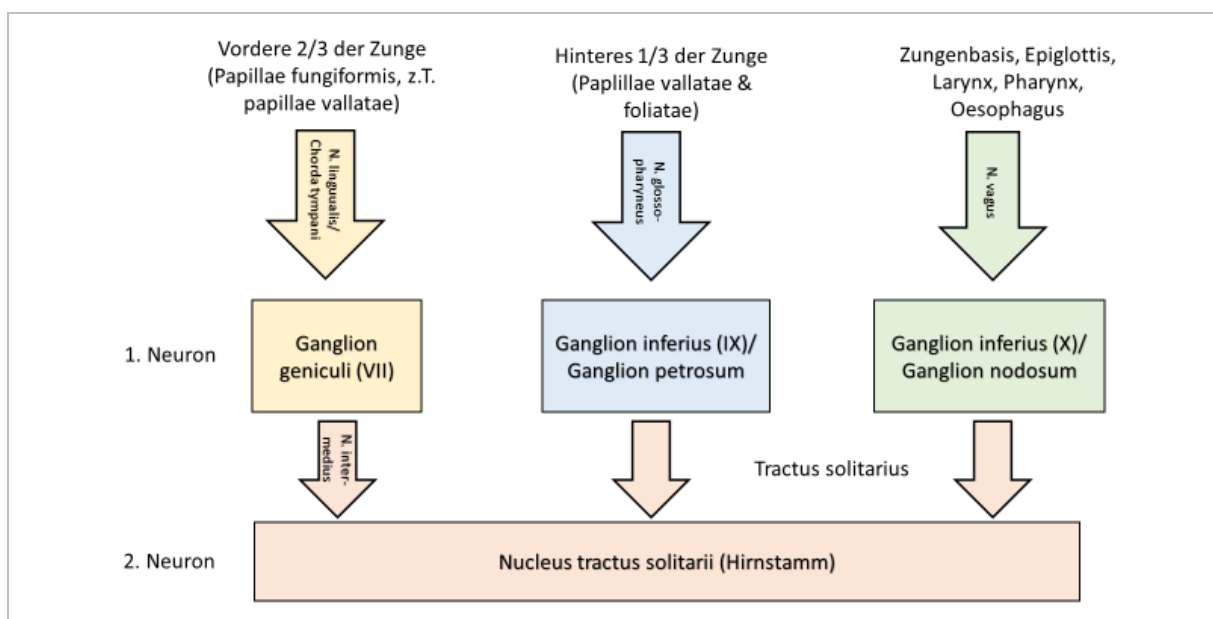 Vordere 2/3 der Zunge
(Papillae fungiformis, z.T.
papillae vallatae)
Hinteres 1/3 der Zunge
(Paplillae vallatae &
foliatae)
Zungenbasis, Epiglottis,
Larynx, Pharynx,
Oesophagus
N. linguualis/
Chorda tympani
N. glosso-
pharyneus
N. vagus
1. Neuron
Ganglion
geniculi (VII)
Ganglion inferius (IX)/
Ganglion petrosum
Ganglion inferius (X)/
Ganglion nodosum
N. inter-
medius
Tractus solitarius
2. Neuron
Nucleus tractus solitarii (Hirnstamm)